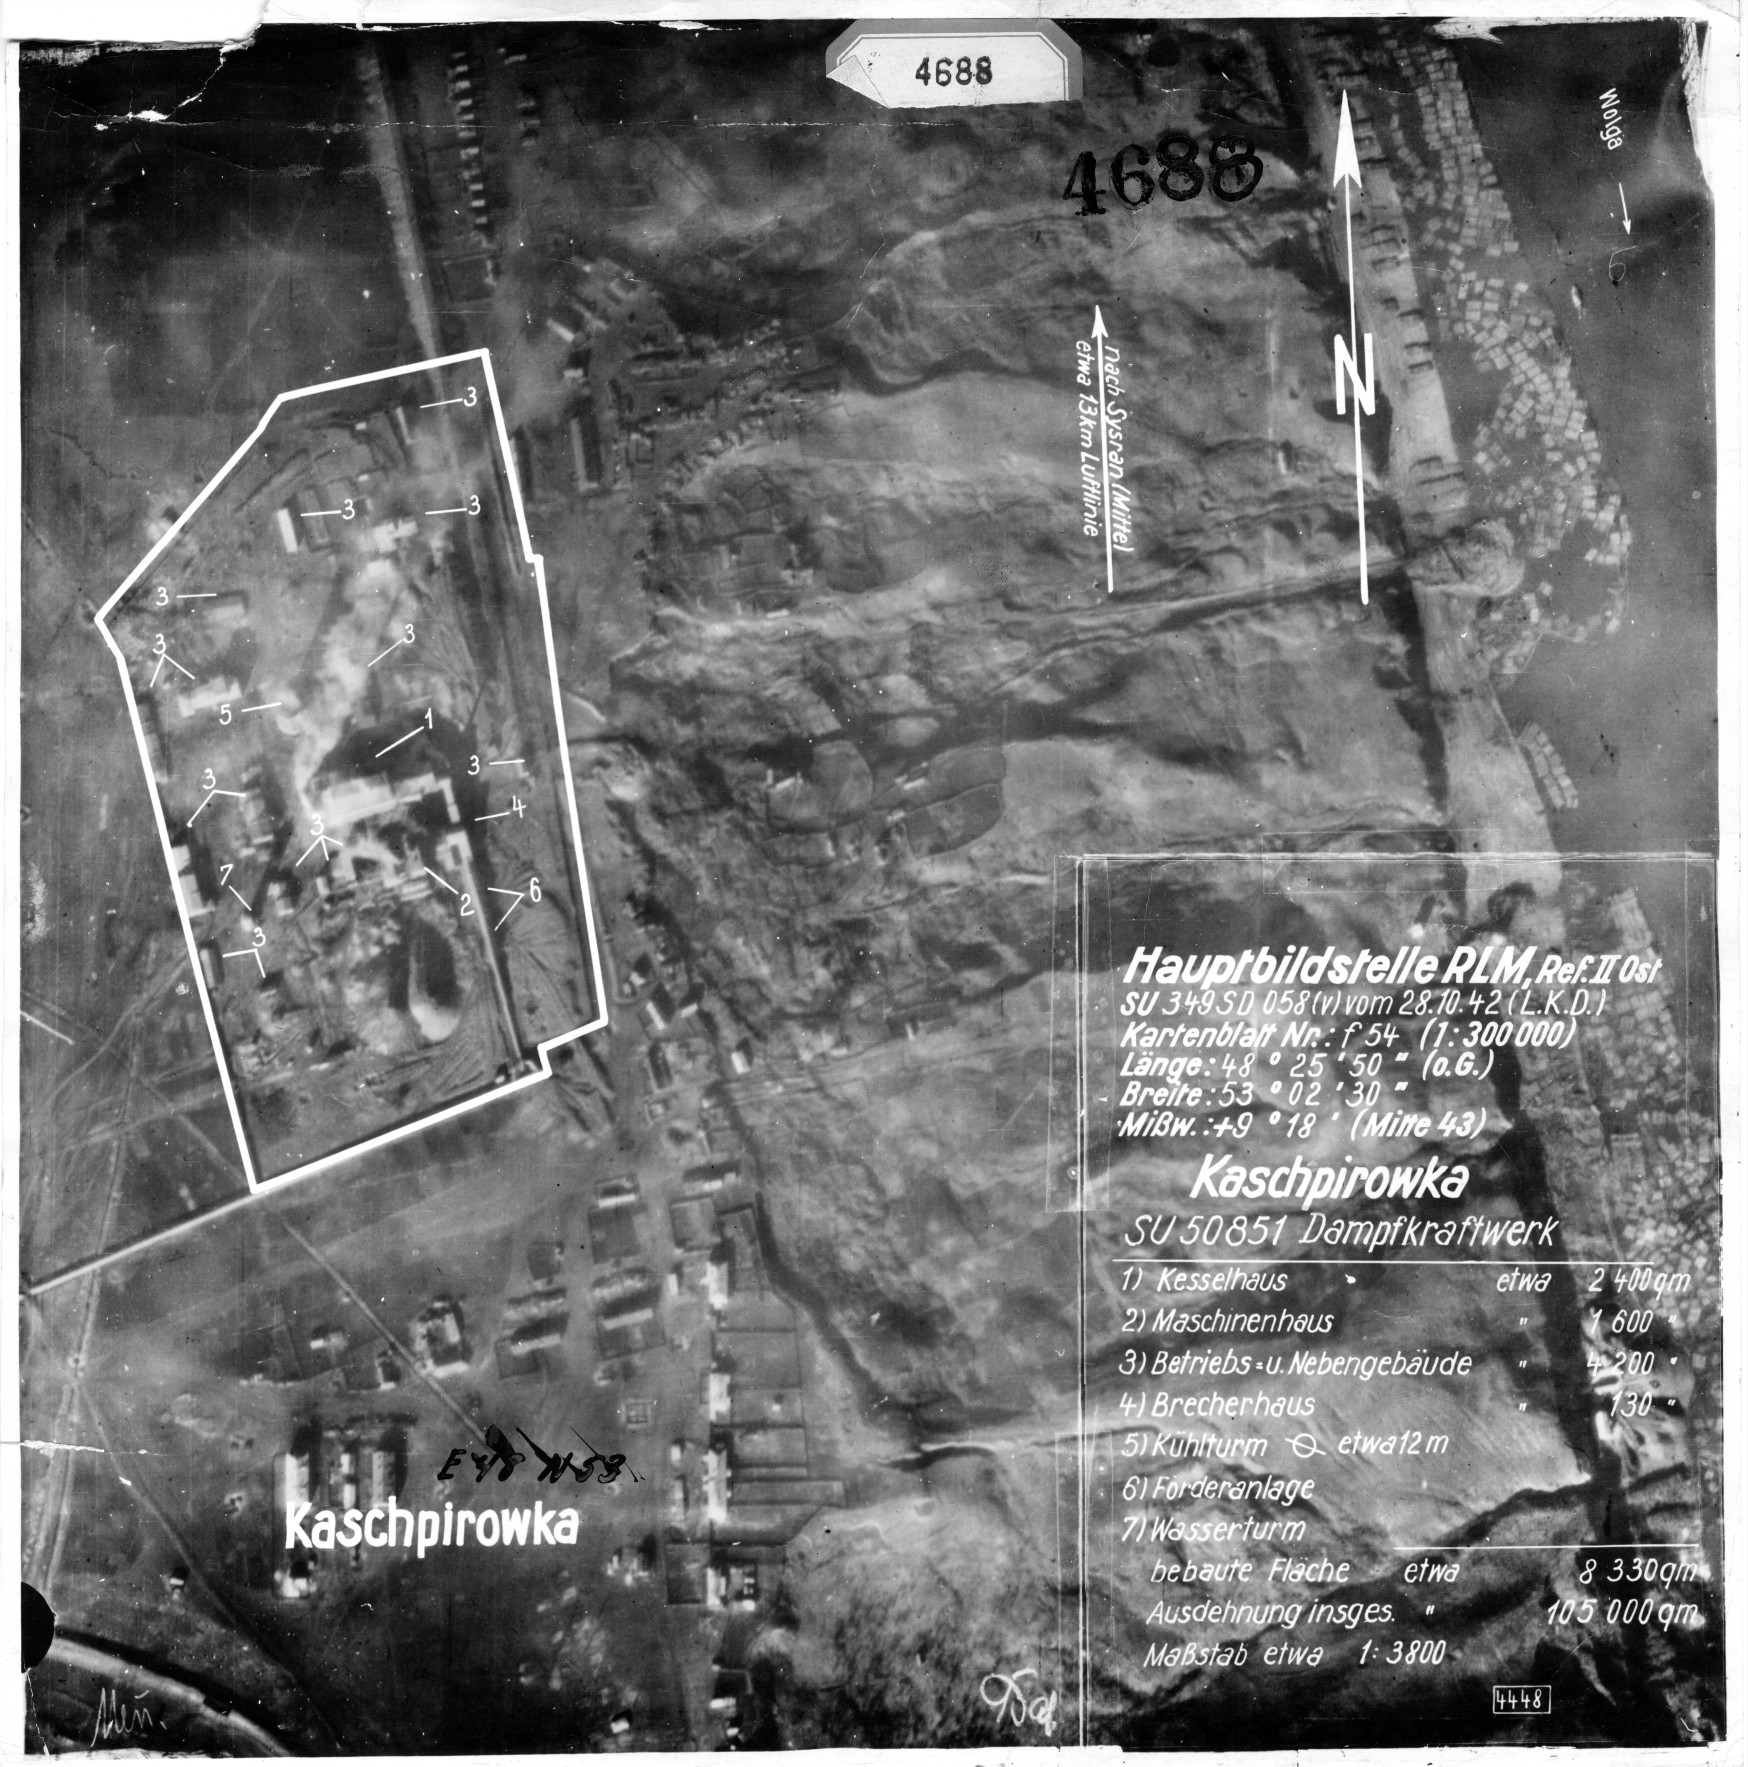 4688
4688
Wolga
N
nach Sysran (Mitte)
etwa 13 km Luftlinie
3
3
3
3
3
3
5
1
3
3
4
3
7
2
6
3
Hauptbildstelle RLM, Ref. II Ost
SU 349 SD 058 (v) vom 28.10.42 (L.K.D.)
Kartenblatt Nr.: f 54 (1:300 000)
Länge: 48 ° 25 ' 50 " (o.G.)
Breite: 53 ° 02 ' 30 "
Mißw.: +9 ° 18 ' (Mitte 43)
Kaschpirowka
SU 50851 Dampfkraftwerk
1) Kesselhaus etwa 2 400 qm
2) Maschinenhaus " 1 600 "
3) Betriebs= u. Nebengebäude " 4 200 "
4) Brecherhaus " 130 "
5) Kühlturm etwa 12 m
6) Förderanlage
7) Wasserturm
bebaute Fläche etwa 8 330 qm
Ausdehnung insges. " 105 000 qm
Maßstab etwa 1: 3800
4448
E 48 N 53
Kaschpirowka